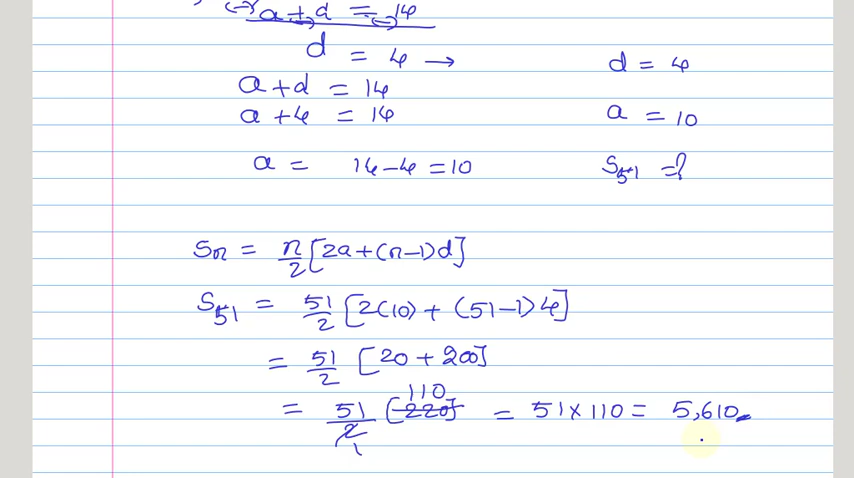 (-) a + d = (-) 14
d = 4 →
d = 4
a + d = 14
a + 4 = 14
a = 10
a = 14 - 4 = 10
S51 = ?
Sn = n/2 [2a + (n-1)d]
S51 = 51/2 [2(10) + (51-1)4]
= 51/2 [20 + 200]
110
= 51/2 [220] = 51 × 110 = 5,610
1